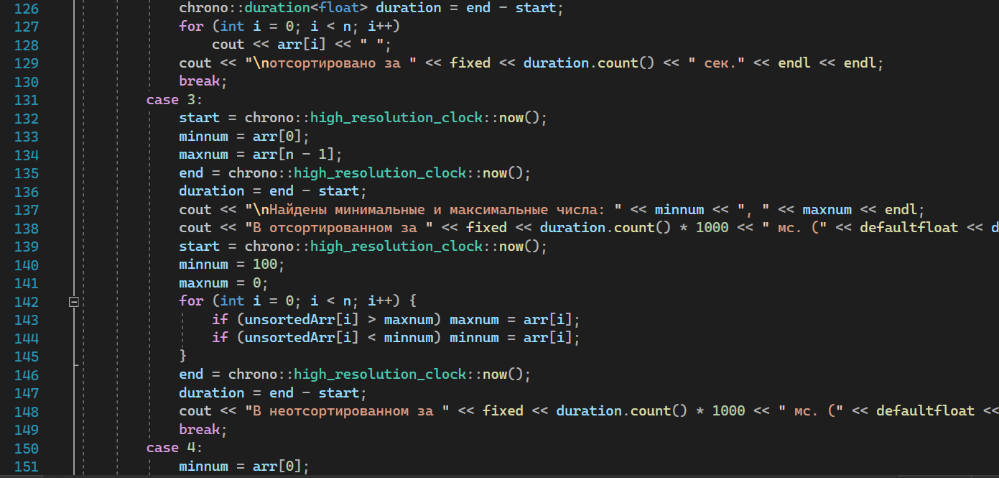 126 chrono::duration<float> duration = end - start;
127 for (int i = 0; i < n; i++)
128 cout << arr[i] << " ";
129 cout << "\nотсортировано за " << fixed << duration.count() << " сек." << endl << endl;
130 break;
131 case 3:
132 start = chrono::high_resolution_clock::now();
133 minnum = arr[0];
134 maxnum = arr[n - 1];
135 end = chrono::high_resolution_clock::now();
136 duration = end - start;
137 cout << "\nНайдены минимальные и максимальные числа: " << minnum << ", " << maxnum << endl;
138 cout << "В отсортированном за " << fixed << duration.count() * 1000 << " мс. (" << defaultfloat << d
139 start = chrono::high_resolution_clock::now();
140 minnum = 100;
141 maxnum = 0;
142 for (int i = 0; i < n; i++) {
143 if (unsortedArr[i] > maxnum) maxnum = arr[i];
144 if (unsortedArr[i] < minnum) minnum = arr[i];
145 }
146 end = chrono::high_resolution_clock::now();
147 duration = end - start;
148 cout << "В неотсортированном за " << fixed << duration.count() * 1000 << " мс. (" << defaultfloat <<
149 break;
150 case 4:
151 minnum = arr[0];